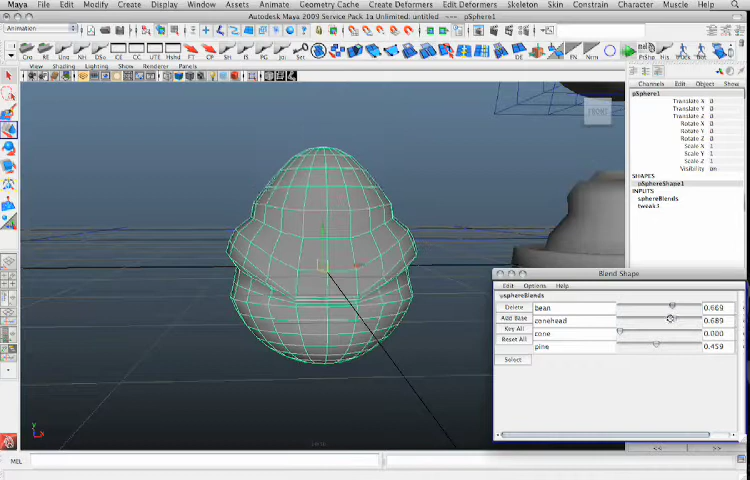 Maya File Edit Modify Create Display Window Assets Animate Geometry Cache Create Deformers Edit Deformers Skeleton Skin Constraint Character Muscle Help
Autodesk Maya 2009 Service Pack 1a Unlimited: untitled --- pSphere1
Animation
View Shading Lighting Show Renderer Panels
Channels Edit Object Show
pSphere1
Translate X 0
Translate Y 0
Translate Z 0
Rotate X 0
Rotate Y 0
Rotate Z 0
Scale X 1
Scale Y 1
Scale Z 1
Visibility on
SHAPES
pSphereShape1
INPUTS
sphereBlends
tweak3
FRONT
Blend Shape
Edit Options Help
sphereBlends
Delete bean 0.669
Add Base conehead 0.689
Key All cone 0.000
Reset All pine 0.459
Select
MEL